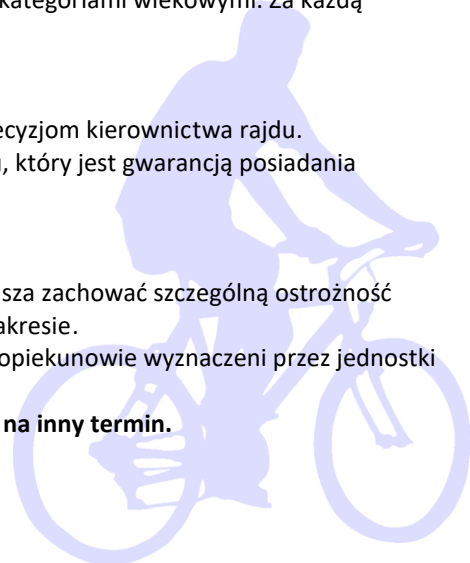 kategoriami wiekowymi. Za każdą
ecyzjom kierownictwa rajdu.
, który jest gwarancją posiadania
sza zachować szczególną ostrożność
akresie.
opiekunowie wyznaczeni przez jednostki
na inny termin.